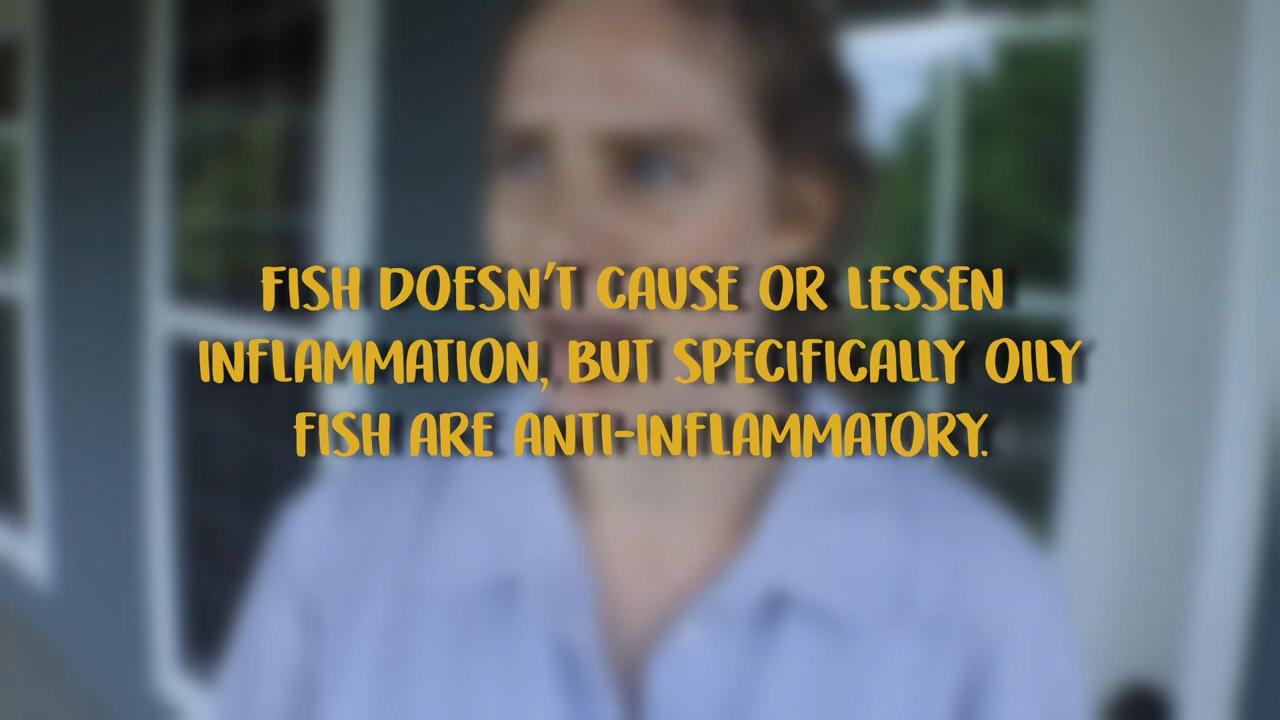 FISH DOESN'T CAUSE OR LESSEN
INFLAMMATION, BUT SPECIFICALLY OILY
FISH ARE ANTI-INFLAMMATORY.